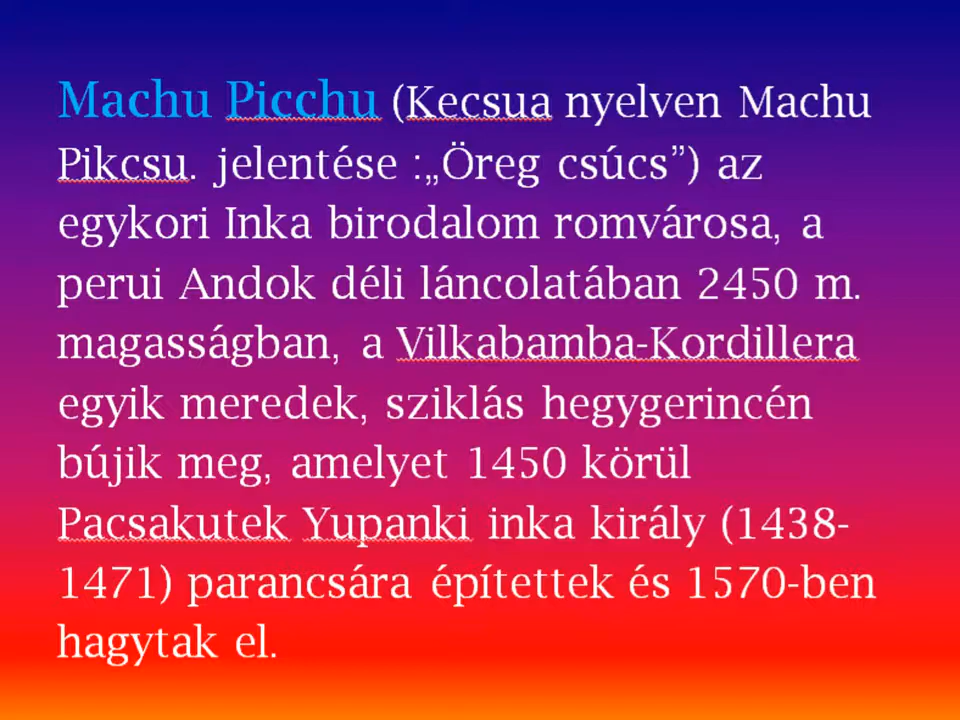 Machu Picchu (Kecsua nyelven Machu
Pikcsu. jelentése :„Öreg csúcs”) az
egykori Inka birodalom romvárosa, a
perui Andok déli láncolatában 2450 m.
magasságban, a Vilkabamba-Kordillera
egyik meredek, sziklás hegygerincén
bújik meg, amelyet 1450 körül
Pacsakutek Yupanki inka király (1438-
1471) parancsára építettek és 1570-ben
hagytak el.